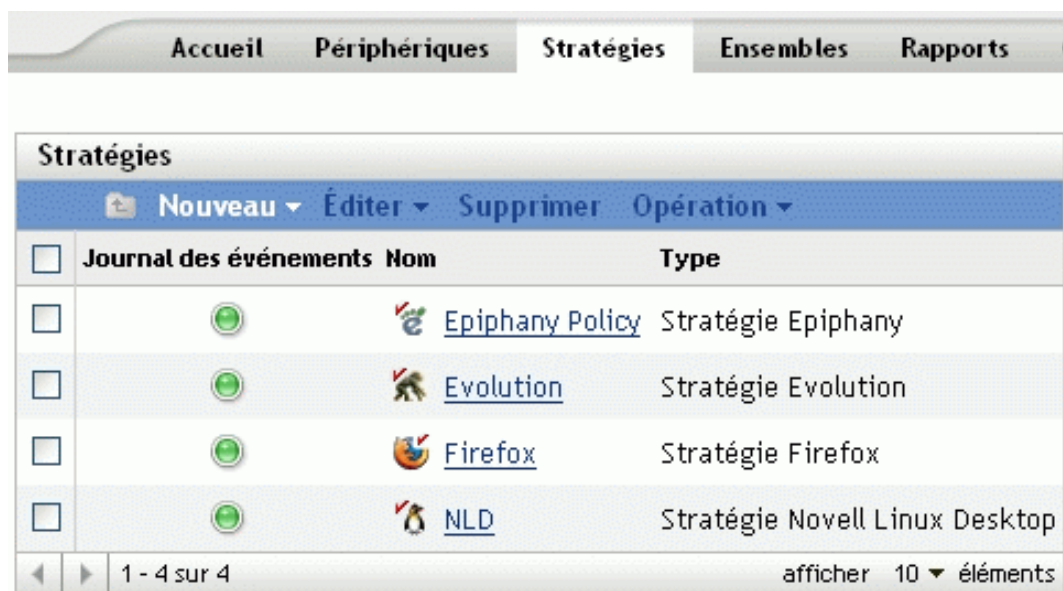 Accueil Périphériques Stratégies Ensembles Rapports
Stratégies
Nouveau Éditer Supprimer Opération
Journal des événements Nom Type
Epiphany Policy Stratégie Epiphany
Evolution Stratégie Evolution
Firefox Stratégie Firefox
NLD Stratégie Novell Linux Desktop
1 - 4 sur 4 afficher 10 éléments